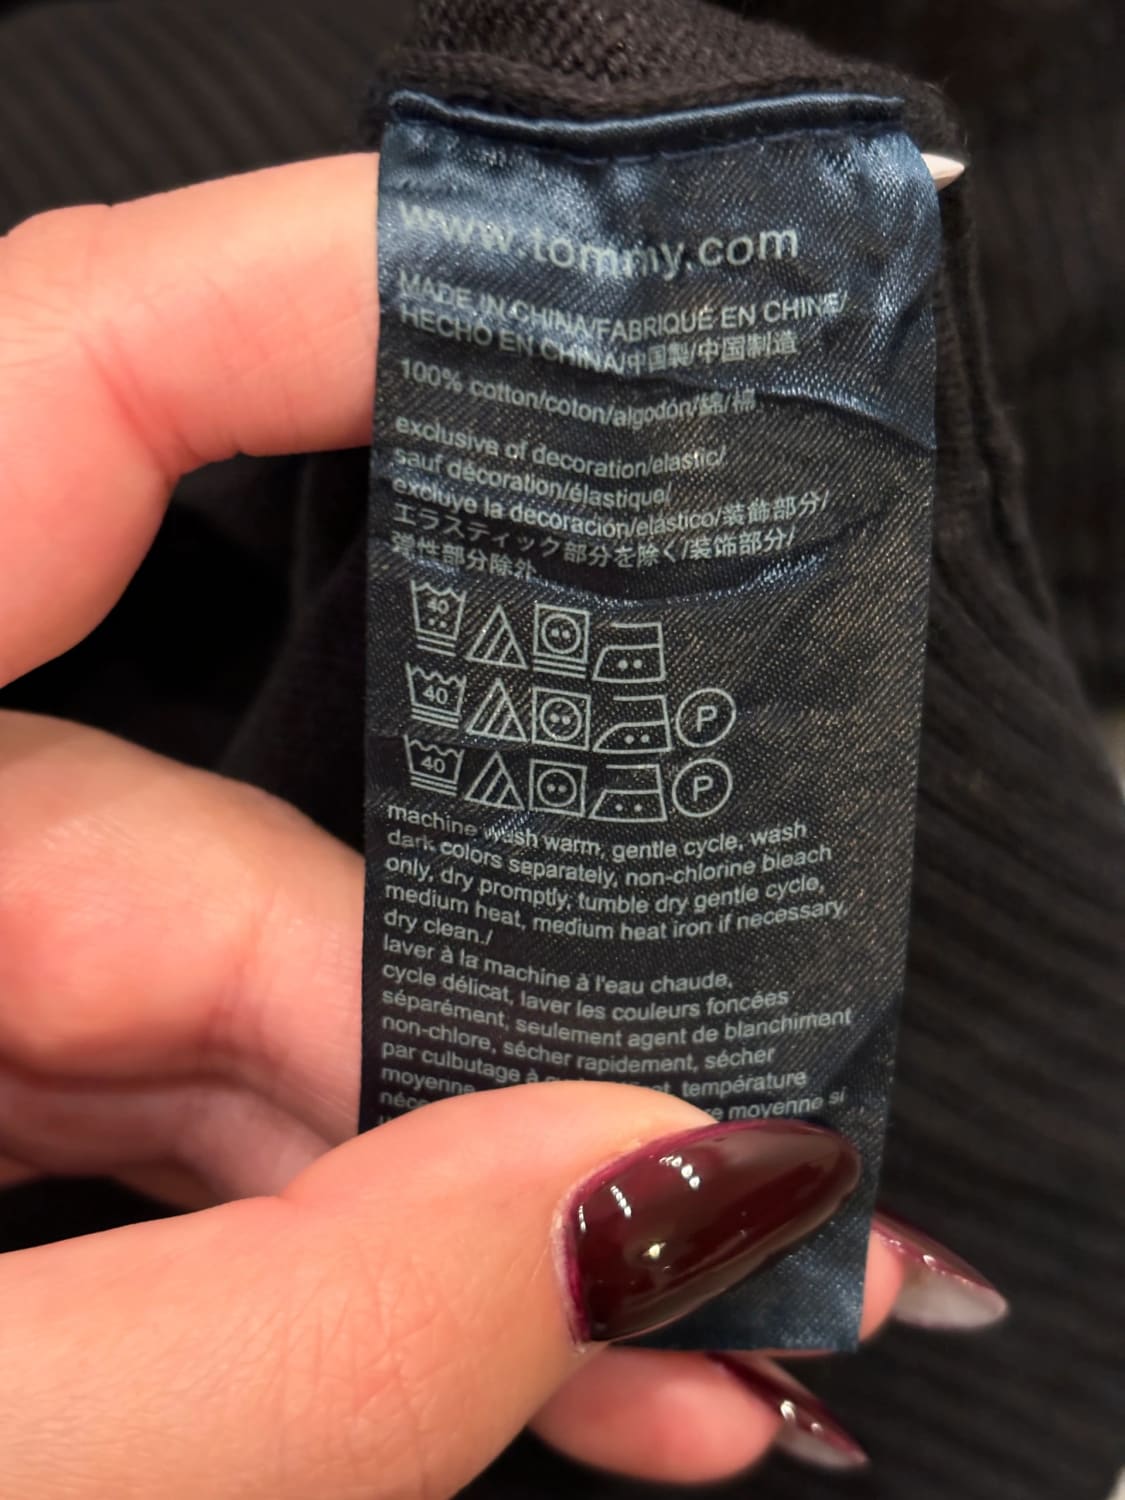 www.tommy.com
MADE IN CHINA/FABRIQUÉ EN CHINE/
HECHO EN CHINA/中国製/中国制造
100% cotton/coton/algodón/綿/棉
exclusive of decoration/elastic/
sauf décoration/élastique/
excluye la decoración/elástico/装飾部分/
エラスティック部分を除く/装饰部分/
弹性部分除外
40
40 P
40 P
machine wash warm, gentle cycle, wash
dark colors separately, non-chlorine bleach
only, dry promptly, tumble dry gentle cycle,
medium heat, medium heat iron if necessary,
dry clean./
laver à la machine à l'eau chaude,
cycle délicat, laver les couleurs foncées
séparément, seulement agent de blanchiment
non-chlore, sécher rapidement, sécher
par culbutage à température
moyenne moyenne si